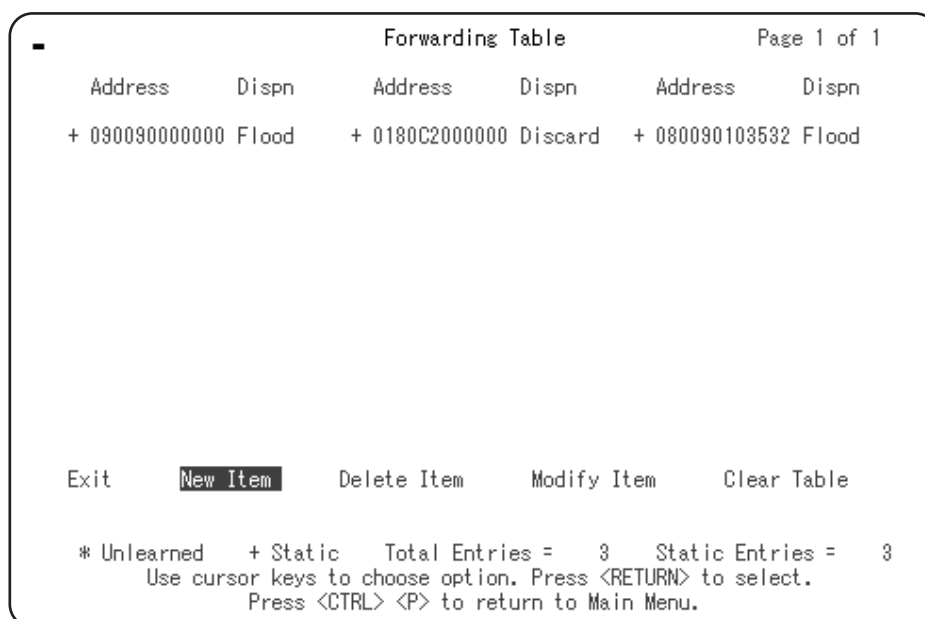 Forwarding Table Page 1 of 1
Address Dispn Address Dispn Address Dispn
+ 090090000000 Flood + 0180C2000000 Discard + 080090103532 Flood
Exit New Item Delete Item Modify Item Clear Table
* Unlearned + Static Total Entries = 3 Static Entries = 3
Use cursor keys to choose option. Press <RETURN> to select.
Press <CTRL> <P> to return to Main Menu.